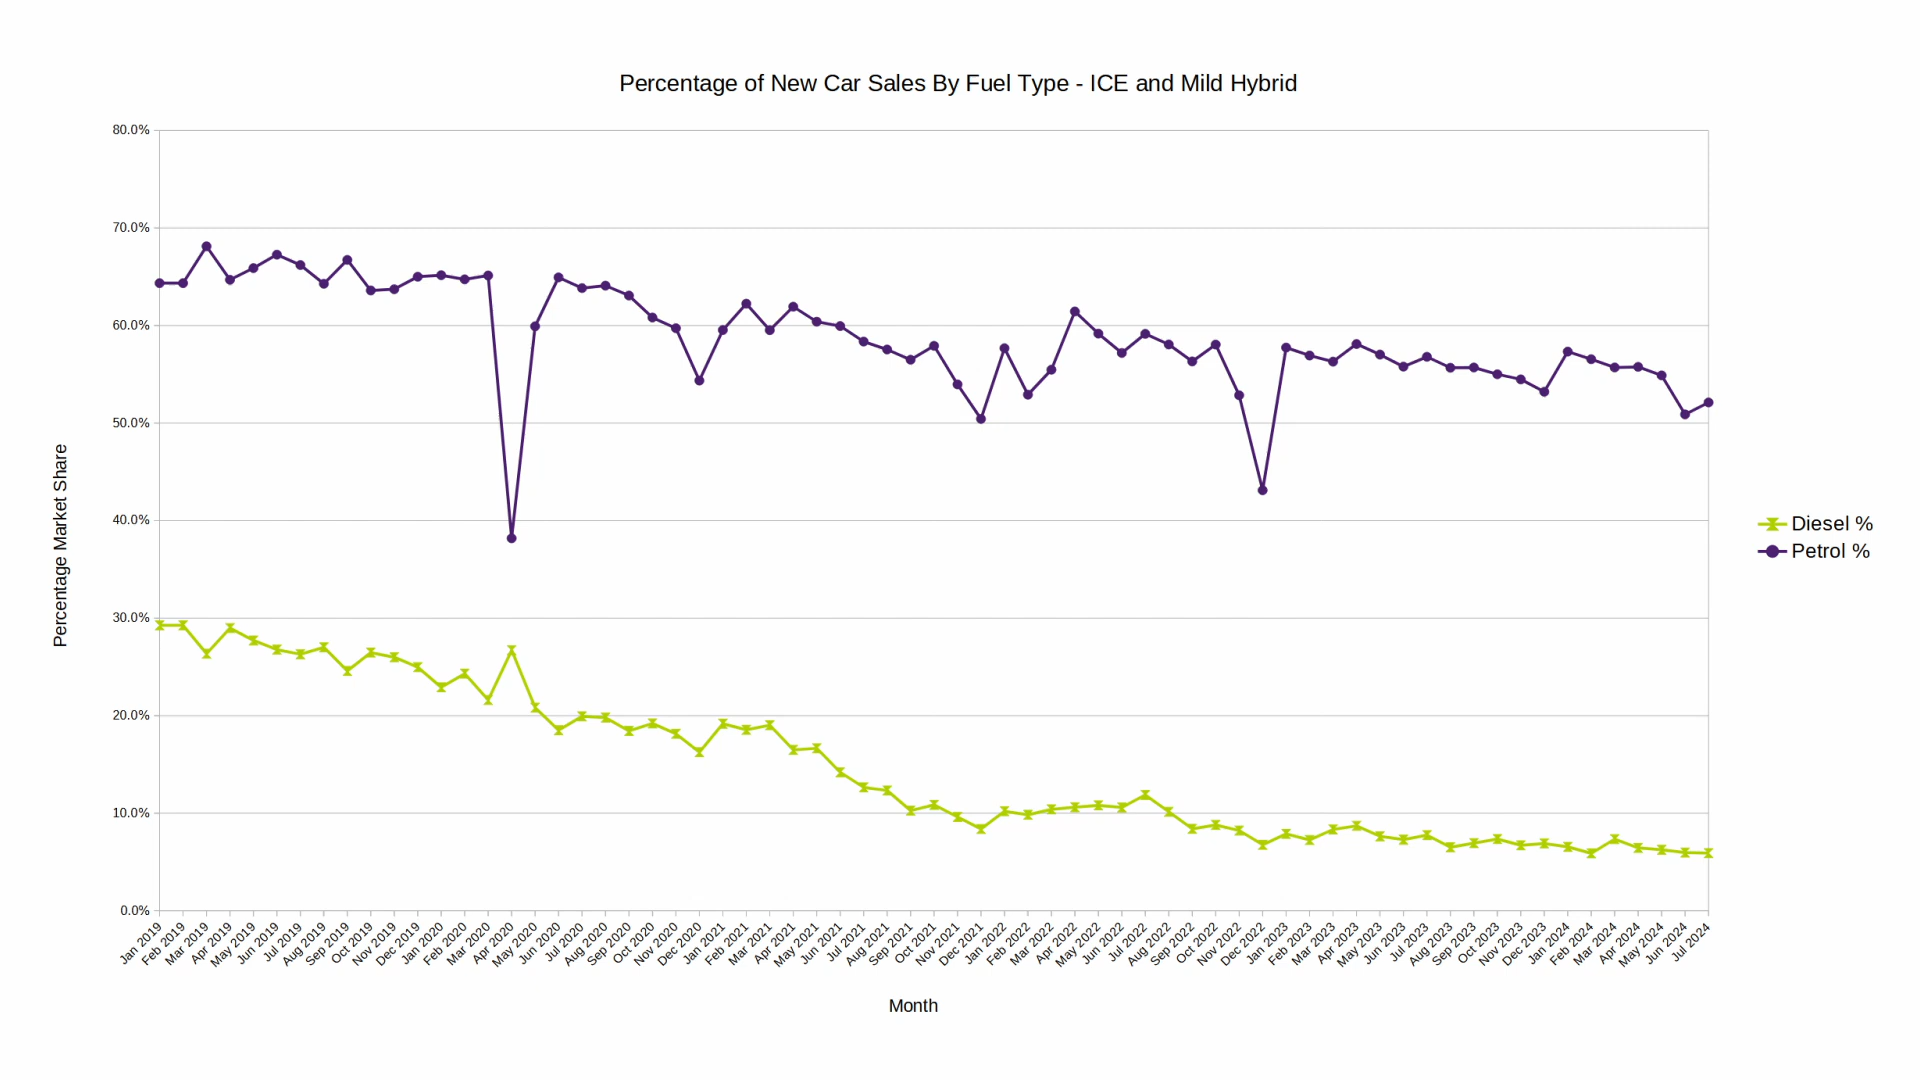 Percentage of New Car Sales By Fuel Type - ICE and Mild Hybrid
80.0%
70.0%
60.0%
50.0%
40.0%
30.0%
20.0%
10.0%
0.0%
Percentage Market Share
Jan 2019
Feb 2019
Mar 2019
Apr 2019
May 2019
Jun 2019
Jul 2019
Aug 2019
Sep 2019
Oct 2019
Nov 2019
Dec 2019
Jan 2020
Feb 2020
Mar 2020
Apr 2020
May 2020
Jun 2020
Jul 2020
Aug 2020
Sep 2020
Oct 2020
Nov 2020
Dec 2020
Jan 2021
Feb 2021
Mar 2021
Apr 2021
May 2021
Jun 2021
Jul 2021
Aug 2021
Sep 2021
Oct 2021
Nov 2021
Dec 2021
Jan 2022
Feb 2022
Mar 2022
Apr 2022
May 2022
Jun 2022
Jul 2022
Aug 2022
Sep 2022
Oct 2022
Nov 2022
Dec 2022
Jan 2023
Feb 2023
Mar 2023
Apr 2023
May 2023
Jun 2023
Jul 2023
Aug 2023
Sep 2023
Oct 2023
Nov 2023
Dec 2023
Jan 2024
Feb 2024
Mar 2024
Apr 2024
May 2024
Jun 2024
Jul 2024
Month
Diesel %
Petrol %